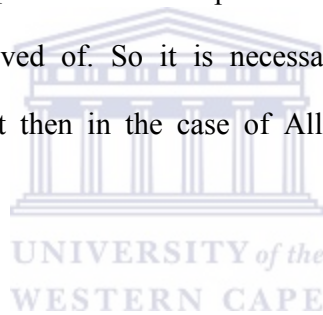 ved of. So it is necessa
t then in the case of All
UNIVERSITY of the
WESTERN CAPE